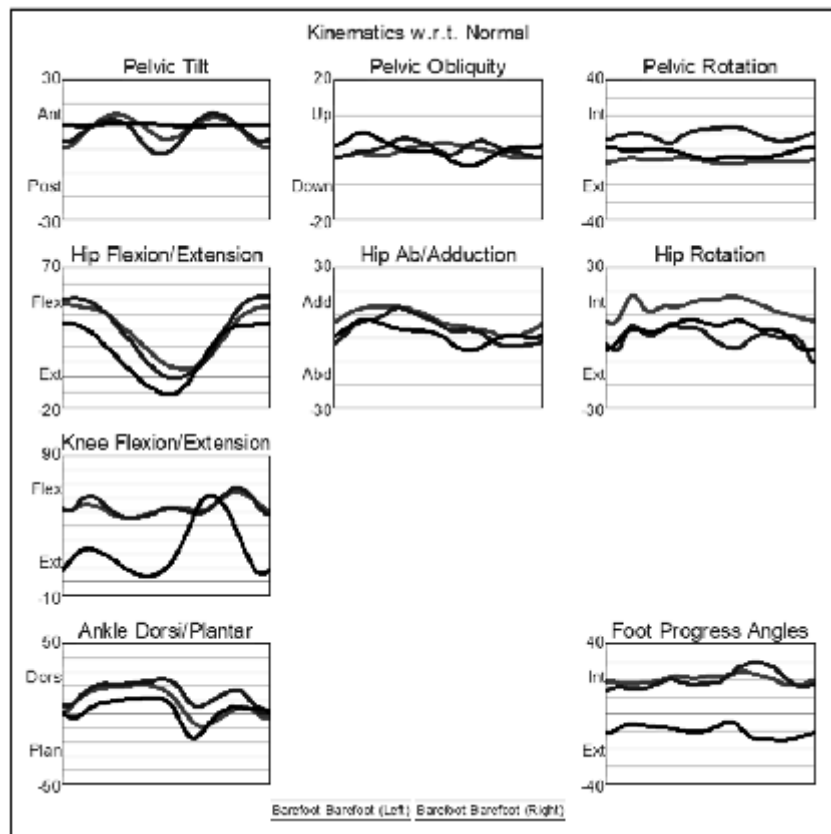 Kinematics w.r.t. Normal
Pelvic Tilt
Pelvic Obliquity
Pelvic Rotation
30
Ant
Post
-30
20
Up
Down
-20
40
Int
Ext
-40
Hip Flexion/Extension
Hip Ab/Adduction
Hip Rotation
70
Flex
Ext
-20
30
Add
Abd
-30
30
Int
Ext
-30
Knee Flexion/Extension
90
Flex
Ext
-10
Ankle Dorsi/Plantar
Foot Progress Angles
50
Dors
Plan
-50
40
Int
Ext
-40
Barefoot Barefoot (Left) Barefoot Barefoot (Right)